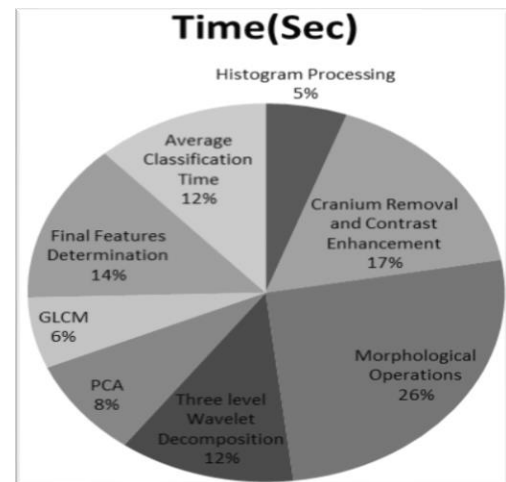 Time(Sec)
Histogram Processing
5%
Cranium Removal
and Contrast
Enhancement
17%
Morphological
Operations
26%
Three level
Wavelet
Decomposition
12%
PCA
8%
GLCM
6%
Final Features
Determination
14%
Average
Classification
Time
12%